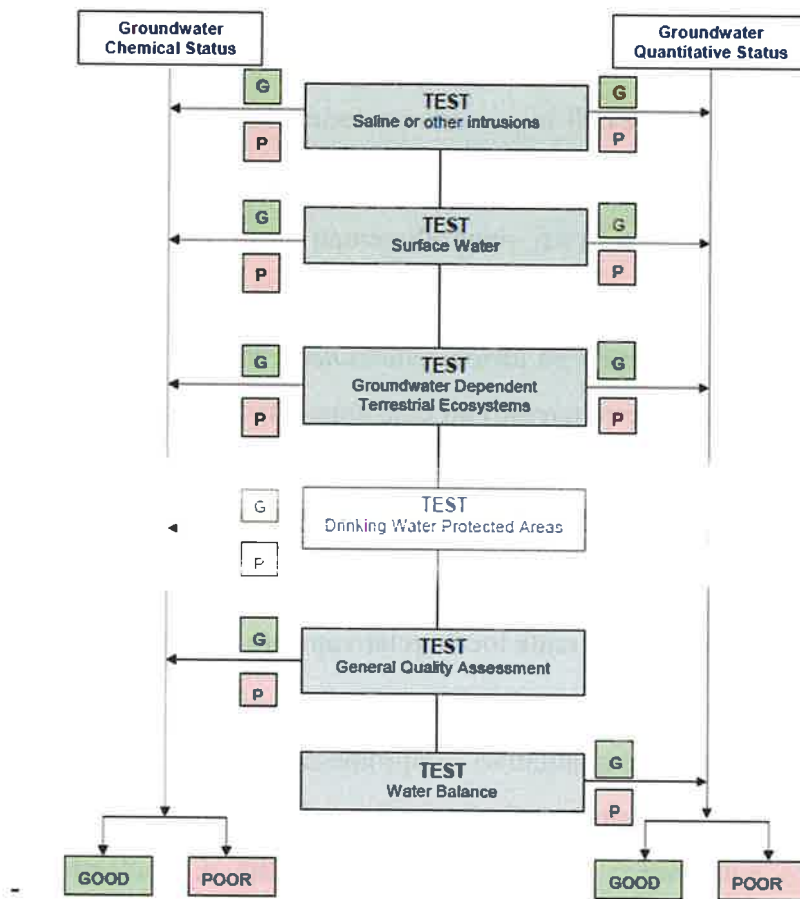 Groundwater
Chemical Status
Groundwater
Quantitative Status
G
P
TEST
Saline or other intrusions
G
P
G
P
TEST
Surface Water
G
P
G
P
TEST
Groundwater Dependent
Terrestrial Ecosystems
G
P
G
P
TEST
Drinking Water Protected Areas
G
P
TEST
General Quality Assessment
TEST
Water Balance
G
P
GOOD
POOR
GOOD
POOR